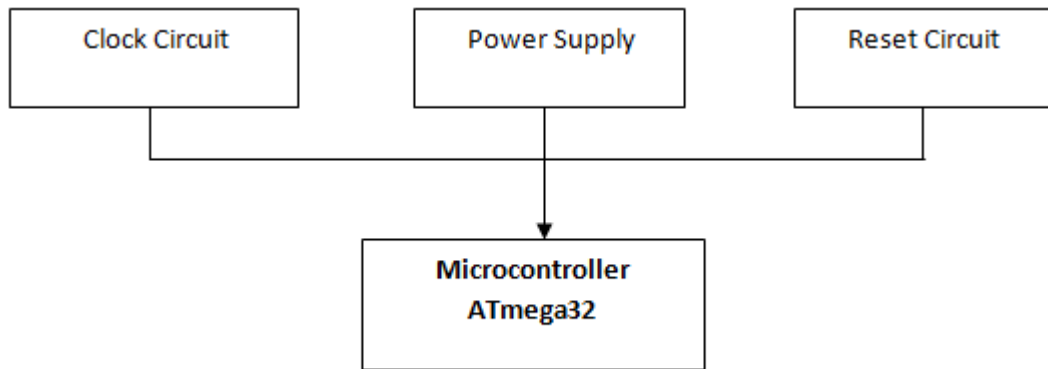 Clock Circuit
Power Supply
Reset Circuit
Microcontroller
ATmega32